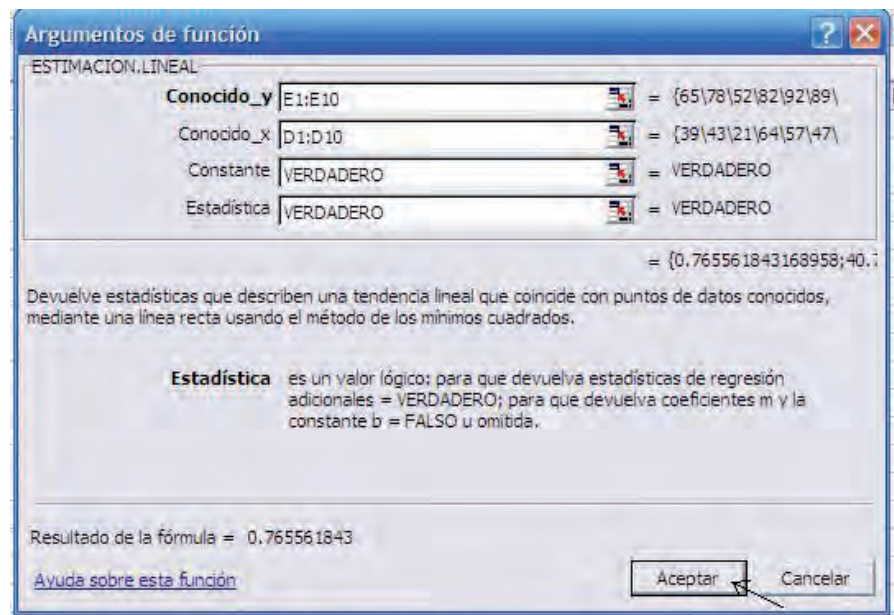 Argumentos de función
ESTIMACION.LINEAL
Conocido_y E1:E10 = {65\78\52\82\92\89\
Conocido_x D1:D10 = {39\43\21\64\57\47\
Constante VERDADERO = VERDADERO
Estadística VERDADERO = VERDADERO
= {0.765561843168958;40.7
Devuelve estadísticas que describen una tendencia lineal que coincide con puntos de datos conocidos,
mediante una línea recta usando el método de los mínimos cuadrados.
Estadística es un valor lógico: para que devuelva estadísticas de regresión
adicionales = VERDADERO; para que devuelva coeficientes m y la
constante b = FALSO u omitida.
Resultado de la fórmula = 0.765561843
Ayuda sobre esta función
Aceptar Cancelar